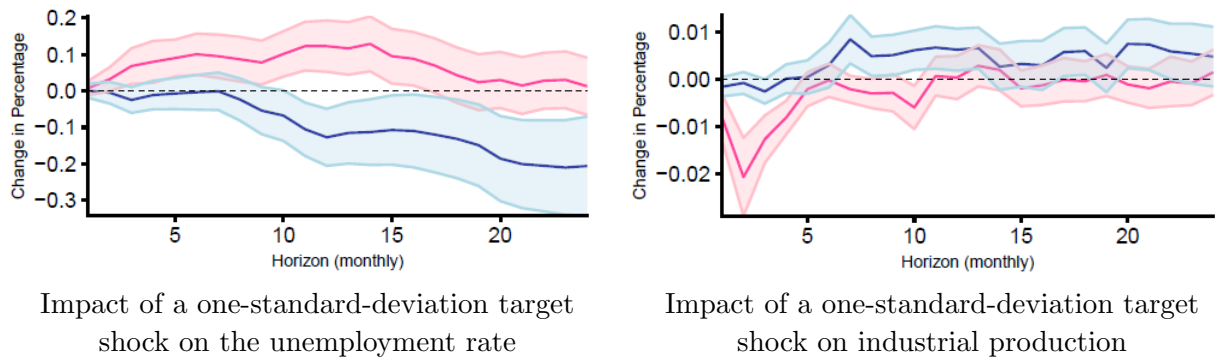 Change in Percentage
0.2
0.1
0.0
−0.1
−0.2
−0.3
5
10
15
20
Horizon (monthly)
Impact of a one-standard-deviation target
shock on the unemployment rate
Change in Percentage
0.01
0.00
−0.01
−0.02
5
10
15
20
Horizon (monthly)
Impact of a one-standard-deviation target
shock on industrial production